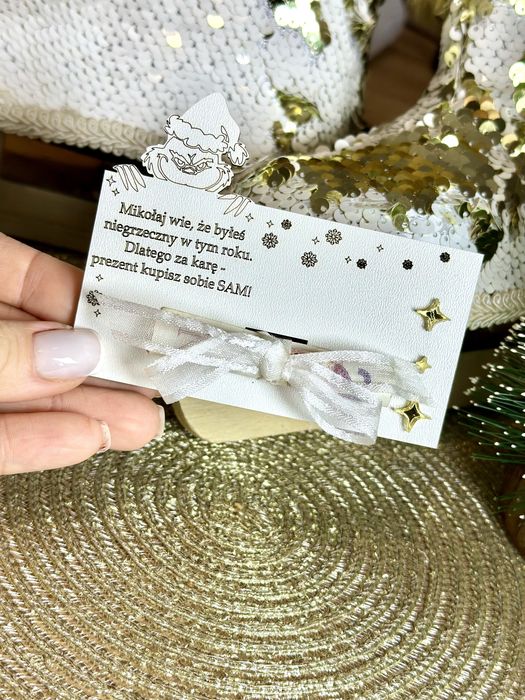 Mikołaj wie, że byłeś
niegrzeczny w tym roku.
Dlatego za karę -
prezent kupisz sobie SAM!